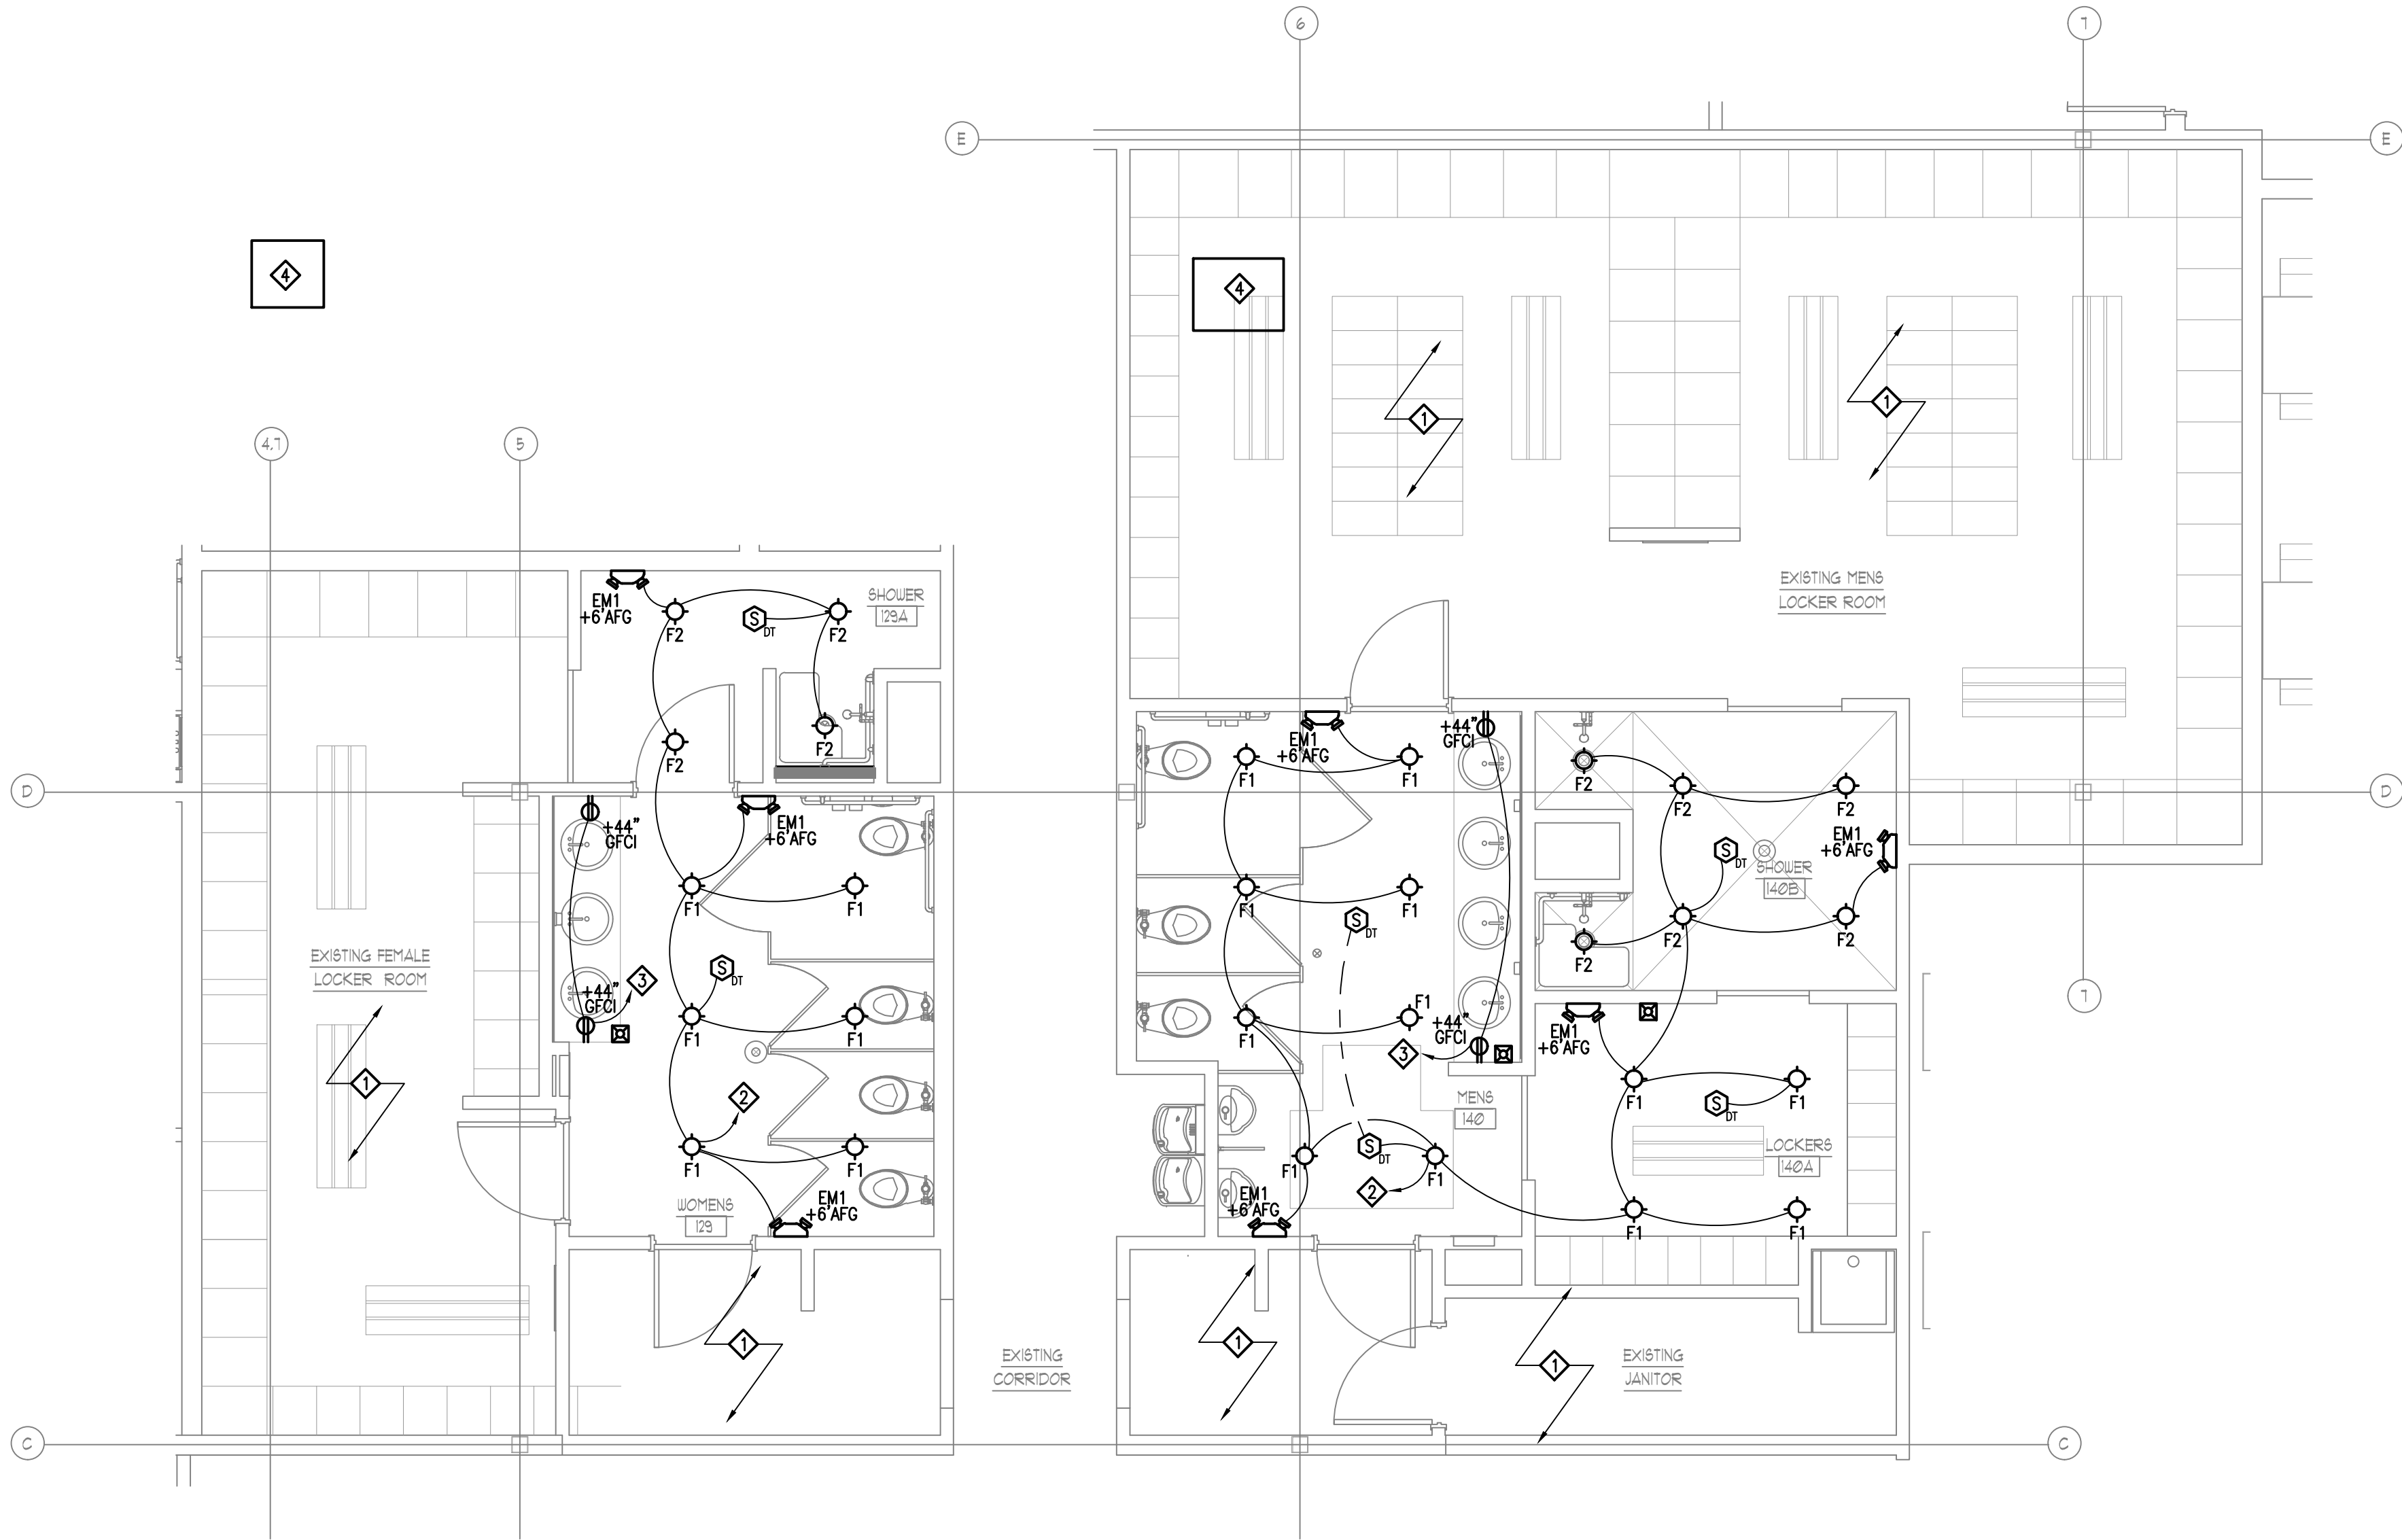 6
7
E
E
4
4
1
1
4.7
5
EXISTING MENS
LOCKER ROOM
EM1
+6'AFG
F2
S
DT
F2
SHOWER
129A
F2
F2
D
D
+44"
GFCI
EM1
+6'AFG
F1
F1
EXISTING FEMALE
LOCKER ROOM
S
DT
+44"
GFCI
3
F1
F1
1
2
F1
F1
WOMENS
129
EM1
+6'AFG
1
EM1
+6'AFG
+44"
GFCI
F1
F1
F1
F1
S
DT
F1
F1
+44"
GFCI
3
MENS
140
F1
S
DT
F1
2
EM1
+6'AFG
F2
F2
F2
S
DT
SHOWER
140B
EM1
+6'AFG
F2
F2
F2
7
EM1
+6'AFG
F1
S
DT
F1
LOCKERS
140A
F1
F1
1
1
EXISTING
CORRIDOR
EXISTING
JANITOR
C
C